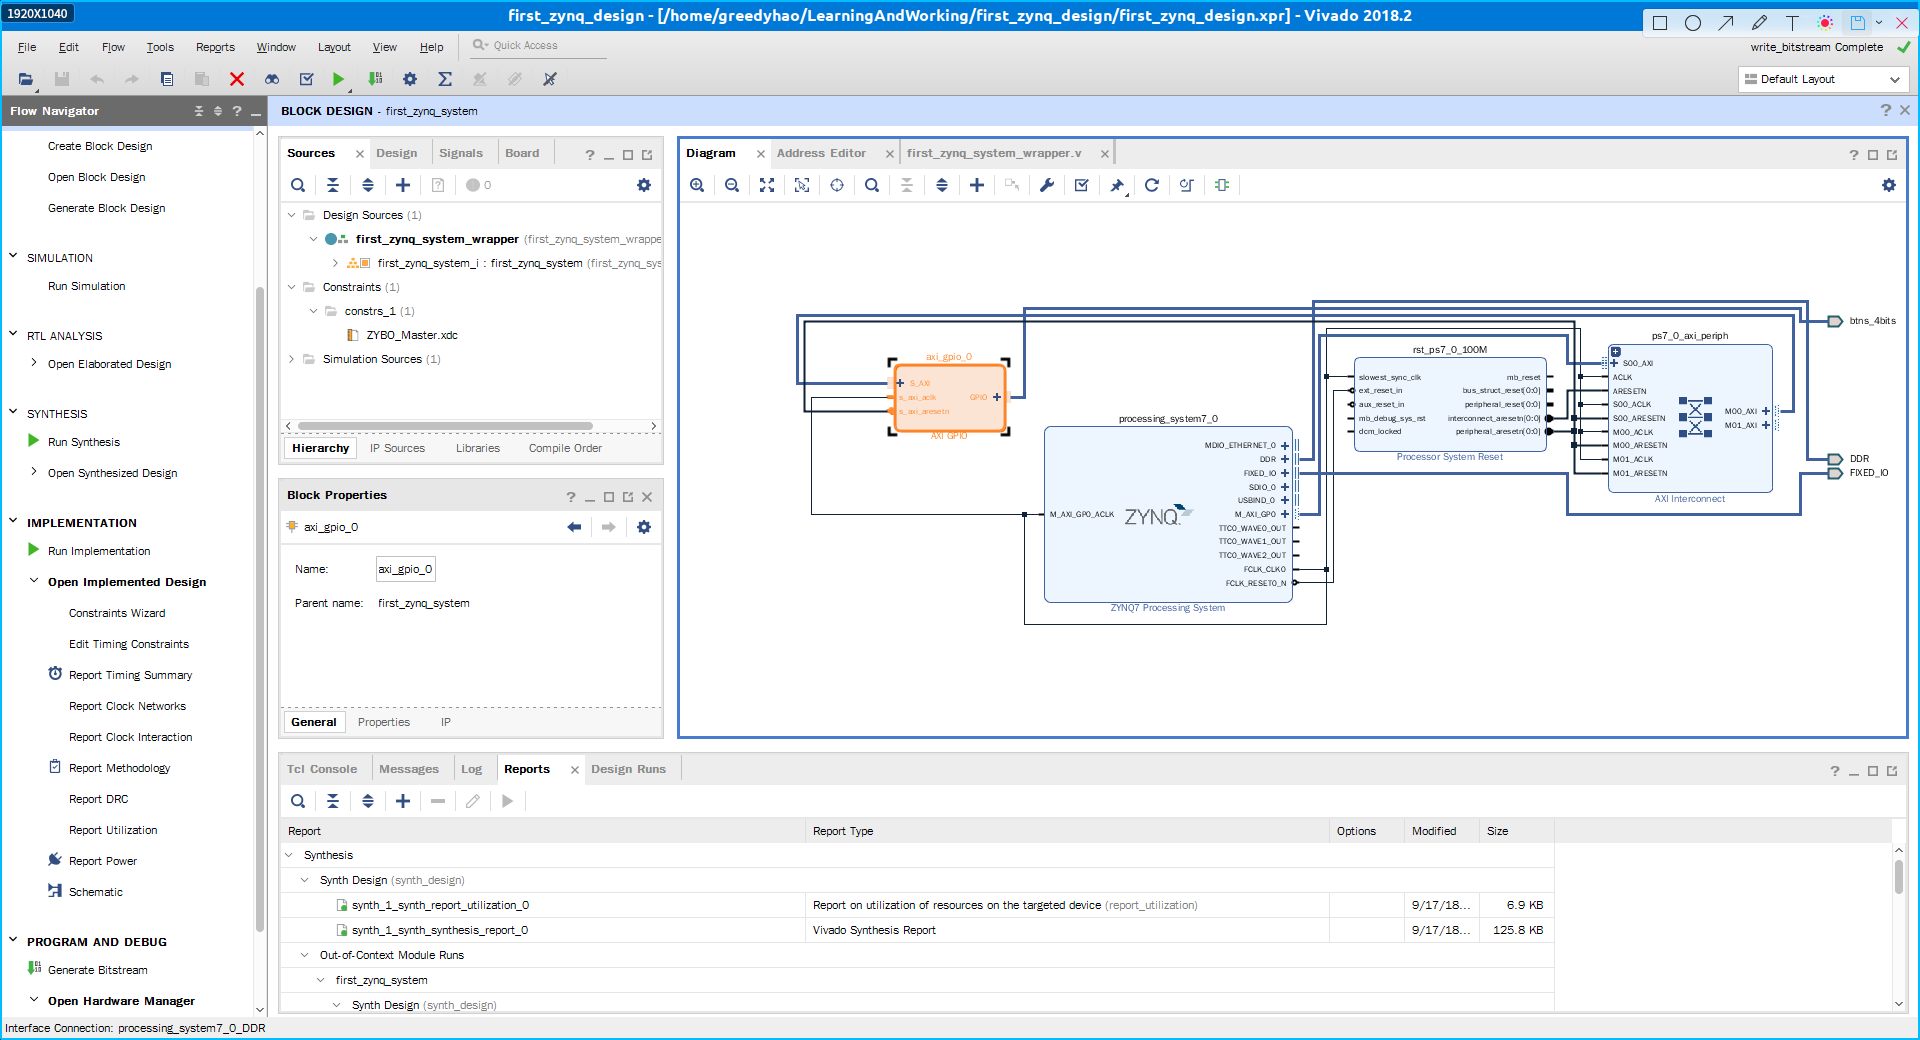 1920X1040
first_zynq_design - [/home/greedyhao/LearningAndWorking/first_zynq_design/first_zynq_design.xpr] - Vivado 2018.2
File Edit Flow Tools Reports Window Layout View Help Quick Access
write_bitstream Complete
Default Layout
Flow Navigator
Create Block Design
Open Block Design
Generate Block Design
SIMULATION
Run Simulation
RTL ANALYSIS
Open Elaborated Design
SYNTHESIS
Run Synthesis
Open Synthesized Design
IMPLEMENTATION
Run Implementation
Open Implemented Design
Constraints Wizard
Edit Timing Constraints
Report Timing Summary
Report Clock Networks
Report Clock Interaction
Report Methodology
Report DRC
Report Utilization
Report Power
Schematic
PROGRAM AND DEBUG
Generate Bitstream
Open Hardware Manager
BLOCK DESIGN - first_zynq_system
Sources Design Signals Board
0
Design Sources (1)
first_zynq_system_wrapper (first_zynq_system_wrappe
first_zynq_system_i : first_zynq_system (first_zynq_sys
Constraints (1)
constrs_1 (1)
ZYBO_Master.xdc
Simulation Sources (1)
Hierarchy IP Sources Libraries Compile Order
Block Properties
axi_gpio_0
Name: axi_gpio_0
Parent name: first_zynq_system
General Properties IP
Diagram Address Editor first_zynq_system_wrapper.v
axi_gpio_0
S_AXI
s_axi_aclk
s_axi_aresetn
GPIO
AXI GPIO
processing_system7_0
M_AXI_GP0_ACLK
ZYNQ
MDIO_ETHERNET_0
DDR
FIXED_IO
SDIO_0
USBIND_0
M_AXI_GP0
TTC0_WAVE0_OUT
TTC0_WAVE1_OUT
TTC0_WAVE2_OUT
FCLK_CLK0
FCLK_RESET0_N
ZYNQ7 Processing System
rst_ps7_0_100M
slowest_sync_clk
ext_reset_in
aux_reset_in
mb_debug_sys_rst
dcm_locked
mb_reset
bus_struct_reset[0:0]
peripheral_reset[0:0]
interconnect_aresetn[0:0]
peripheral_aresetn[0:0]
Processor System Reset
ps7_0_axi_periph
S00_AXI
ACLK
ARESETN
S00_ACLK
S00_ARESETN
M00_ACLK
M00_ARESETN
M01_ACLK
M01_ARESETN
M00_AXI
M01_AXI
AXI Interconnect
btns_4bits
DDR
FIXED_IO
Tcl Console Messages Log Reports Design Runs
Report Report Type Options Modified Size
Synthesis
Synth Design (synth_design)
synth_1_synth_report_utilization_0 Report on utilization of resources on the targeted device (report_utilization) 9/17/18... 6.9 KB
synth_1_synth_synthesis_report_0 Vivado Synthesis Report 9/17/18... 125.8 KB
Out-of-Context Module Runs
first_zynq_system
Synth Design (synth_design)
Interface Connection: processing_system7_0_DDR